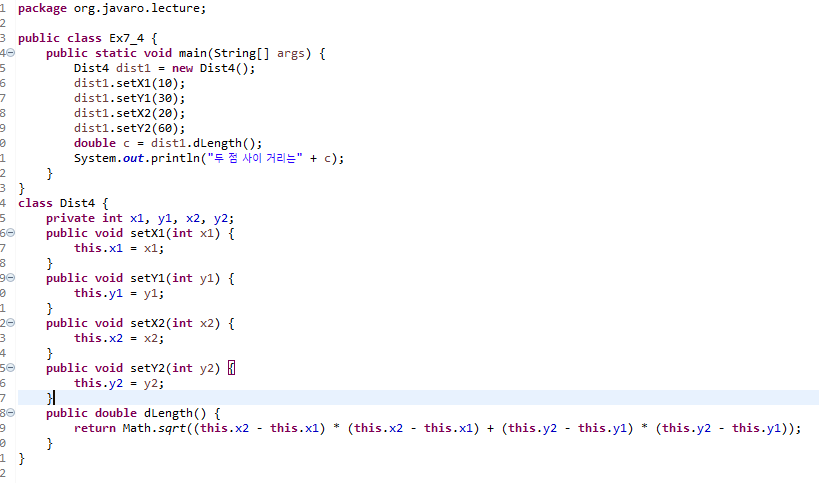 1 package org.javaro.lecture;
2
3 public class Ex7_4 {
4 public static void main(String[] args) {
5 Dist4 dist1 = new Dist4();
6 dist1.setX1(10);
7 dist1.setY1(30);
8 dist1.setX2(20);
9 dist1.setY2(60);
0 double c = dist1.dLength();
1 System.out.println("두 점 사이 거리는" + c);
2 }
3 }
4 class Dist4 {
5 private int x1, y1, x2, y2;
6 public void setX1(int x1) {
7 this.x1 = x1;
8 }
9 public void setY1(int y1) {
0 this.y1 = y1;
1 }
2 public void setX2(int x2) {
3 this.x2 = x2;
4 }
5 public void setY2(int y2) {
6 this.y2 = y2;
7 }
8 public double dLength() {
9 return Math.sqrt((this.x2 - this.x1) * (this.x2 - this.x1) + (this.y2 - this.y1) * (this.y2 - this.y1));
0 }
1 }
2